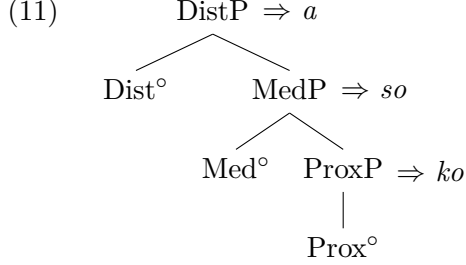 (11) DistP ⇒ a
Dist° MedP ⇒ so
Med° ProxP ⇒ ko
Prox°